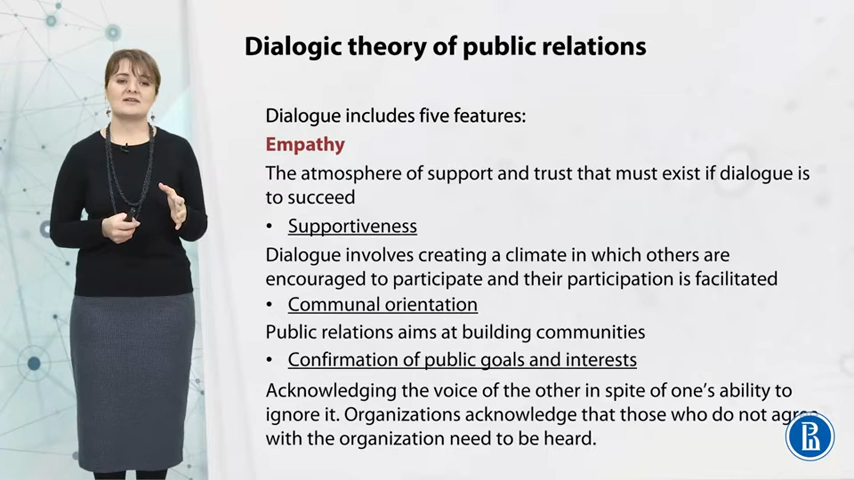 Dialogic theory of public relations
Dialogue includes five features:
Empathy
The atmosphere of support and trust that must exist if dialogue is
to succeed
• Supportiveness
Dialogue involves creating a climate in which others are
encouraged to participate and their participation is facilitated
• Communal orientation
Public relations aims at building communities
• Confirmation of public goals and interests
Acknowledging the voice of the other in spite of one's ability to
ignore it. Organizations acknowledge that those who do not agree
with the organization need to be heard.